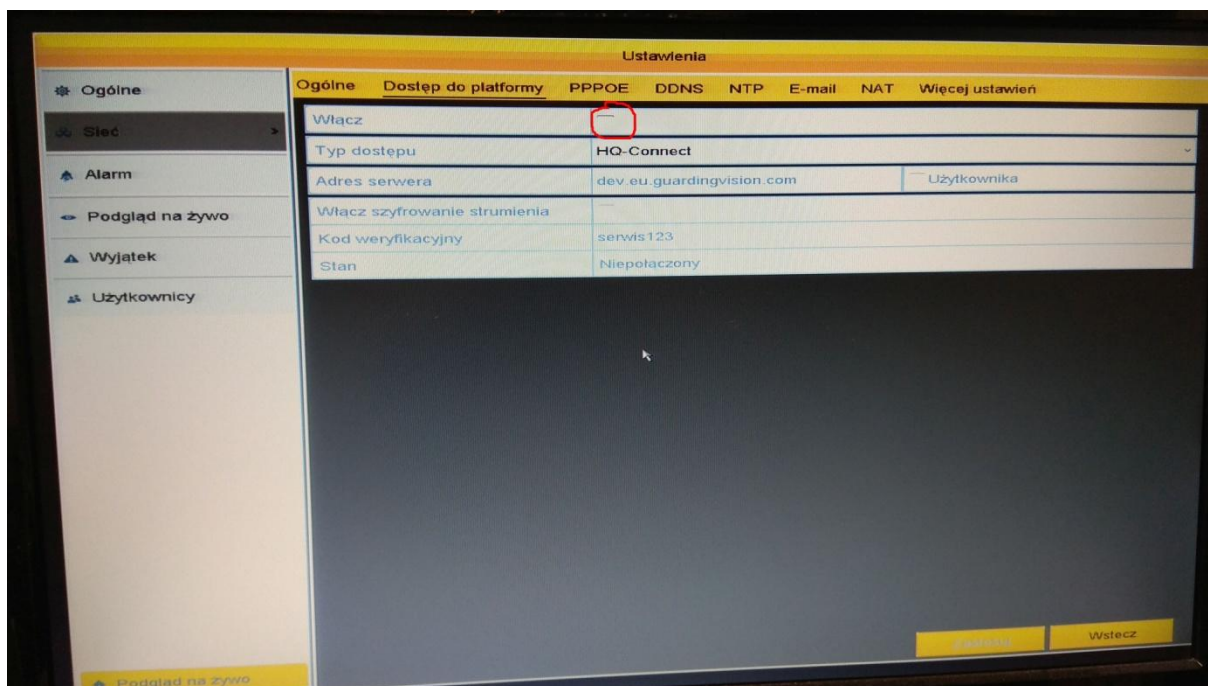 Ustawienia
Ogólne
Sieć
Alarm
Podgląd na żywo
Wyjątek
Użytkownicy
Ogólne Dostęp do platformy PPPOE DDNS NTP E-mail NAT Więcej ustawień
Włącz
Typ dostępu HQ-Connect
Adres serwera dev.eu.guardingvision.com Użytkownika
Włącz szyfrowanie strumienia
Kod weryfikacyjny serwis123
Stan Niepołączony
Wstecz
Podgląd na żywo